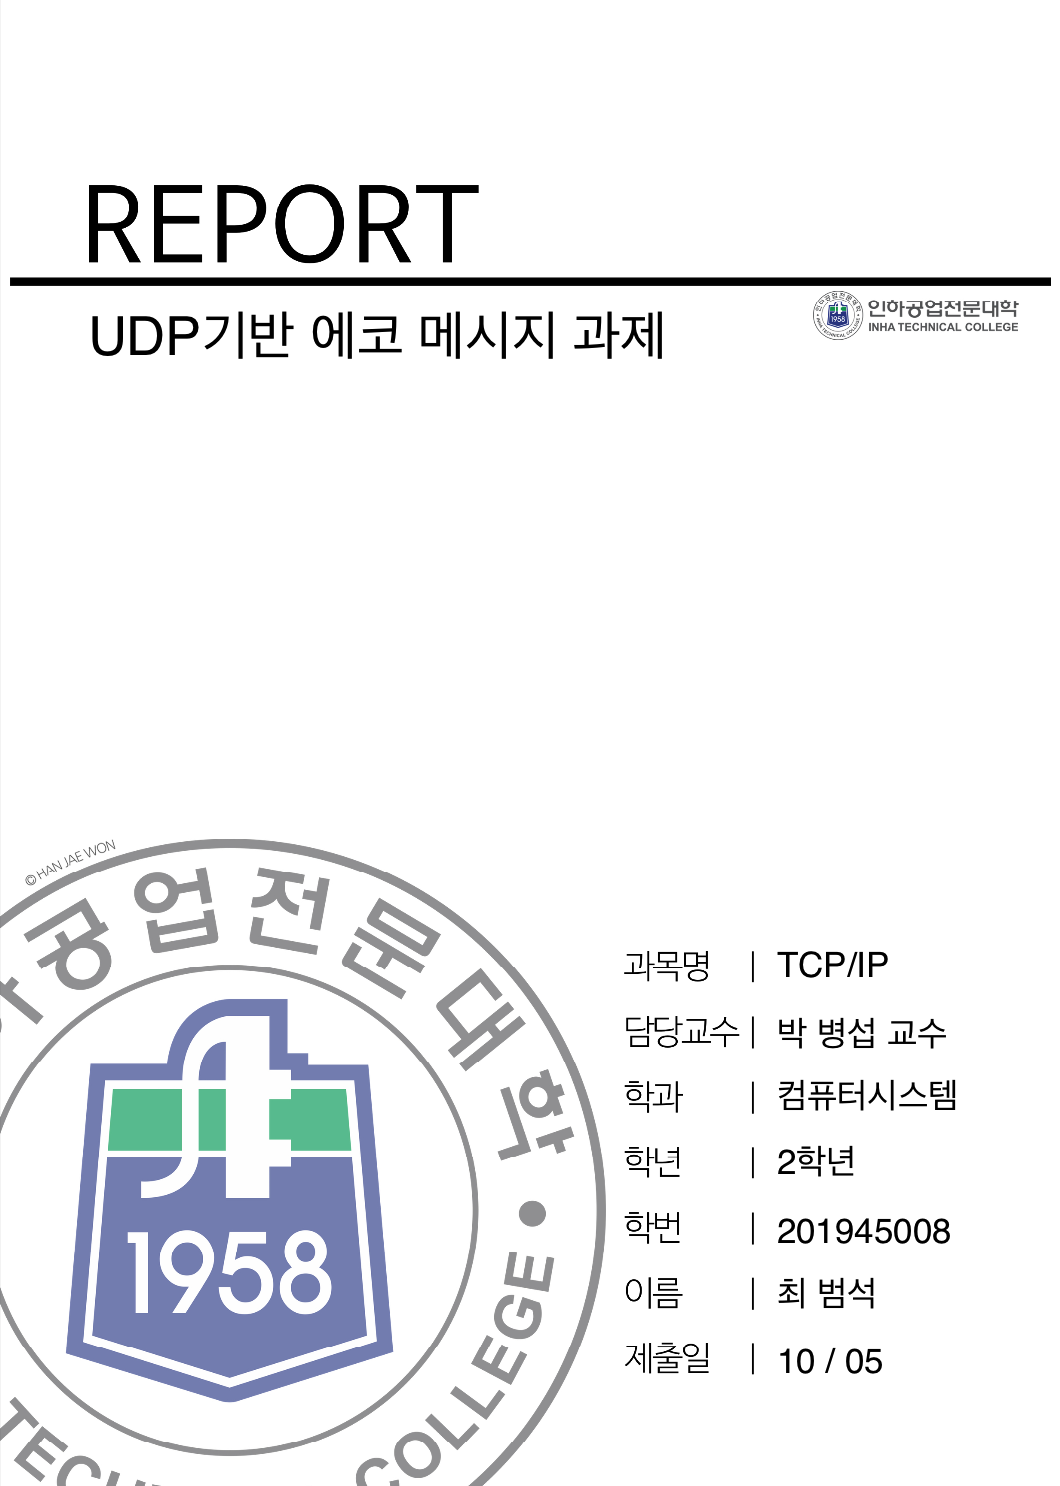 REPORT
UDP기반 에코 메시지 과제
인하공업전문대학
INHA TECHNICAL COLLEGE
© HAN JAE WON
공업전문대학
1958
COLLEGE
과목명 | TCP/IP
담당교수 | 박 병섭 교수
학과 | 컴퓨터시스템
학년 | 2학년
학번 | 201945008
이름 | 최 범석
제출일 | 10 / 05